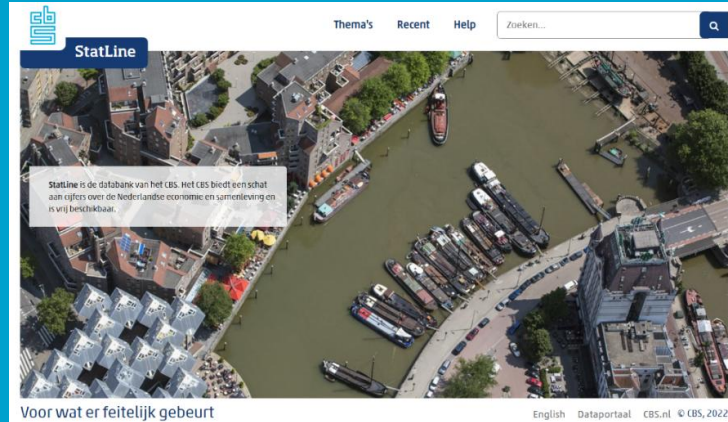 cbs
Thema's Recent Help Zoeken...
StatLine
StatLine is de databank van het CBS. Het CBS biedt een schat
aan cijfers over de Nederlandse economie en samenleving en
is vrij beschikbaar.
Voor wat er feitelijk gebeurt
English Dataportaal CBS.nl © CBS, 2022